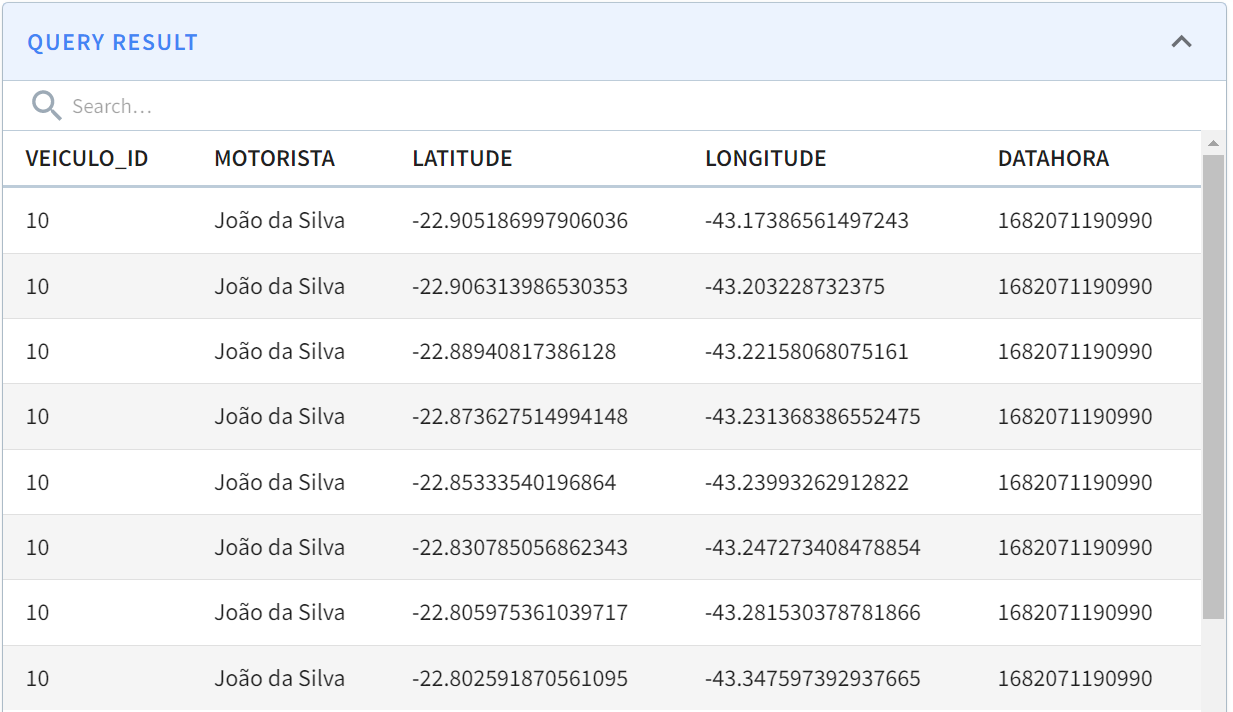 QUERY RESULT
Search…
VEICULO_ID MOTORISTA LATITUDE LONGITUDE DATAHORA
10 João da Silva -22.905186997906036 -43.17386561497243 1682071190990
10 João da Silva -22.906313986530353 -43.203228732375 1682071190990
10 João da Silva -22.88940817386128 -43.22158068075161 1682071190990
10 João da Silva -22.873627514994148 -43.231368386552475 1682071190990
10 João da Silva -22.85333540196864 -43.23993262912822 1682071190990
10 João da Silva -22.830785056862343 -43.247273408478854 1682071190990
10 João da Silva -22.805975361039717 -43.281530378781866 1682071190990
10 João da Silva -22.802591870561095 -43.347597392937665 1682071190990